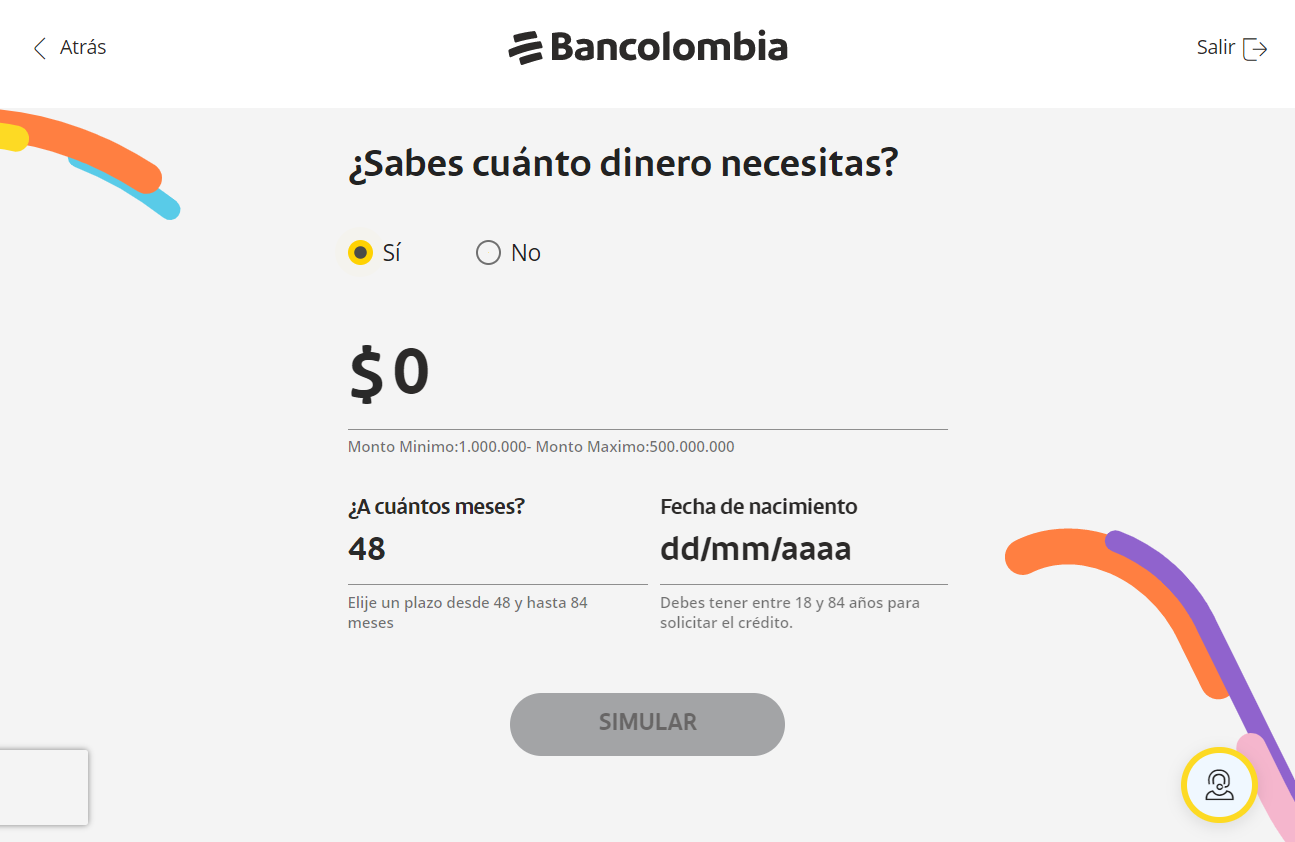 Atrás
Bancolombia
Salir
¿Sabes cuánto dinero necesitas?
Sí
No
$ 0
Monto Minimo:1.000.000- Monto Maximo:500.000.000
¿A cuántos meses?
48
Elije un plazo desde 48 y hasta 84
meses
Fecha de nacimiento
dd/mm/aaaa
Debes tener entre 18 y 84 años para
solicitar el crédito.
SIMULAR